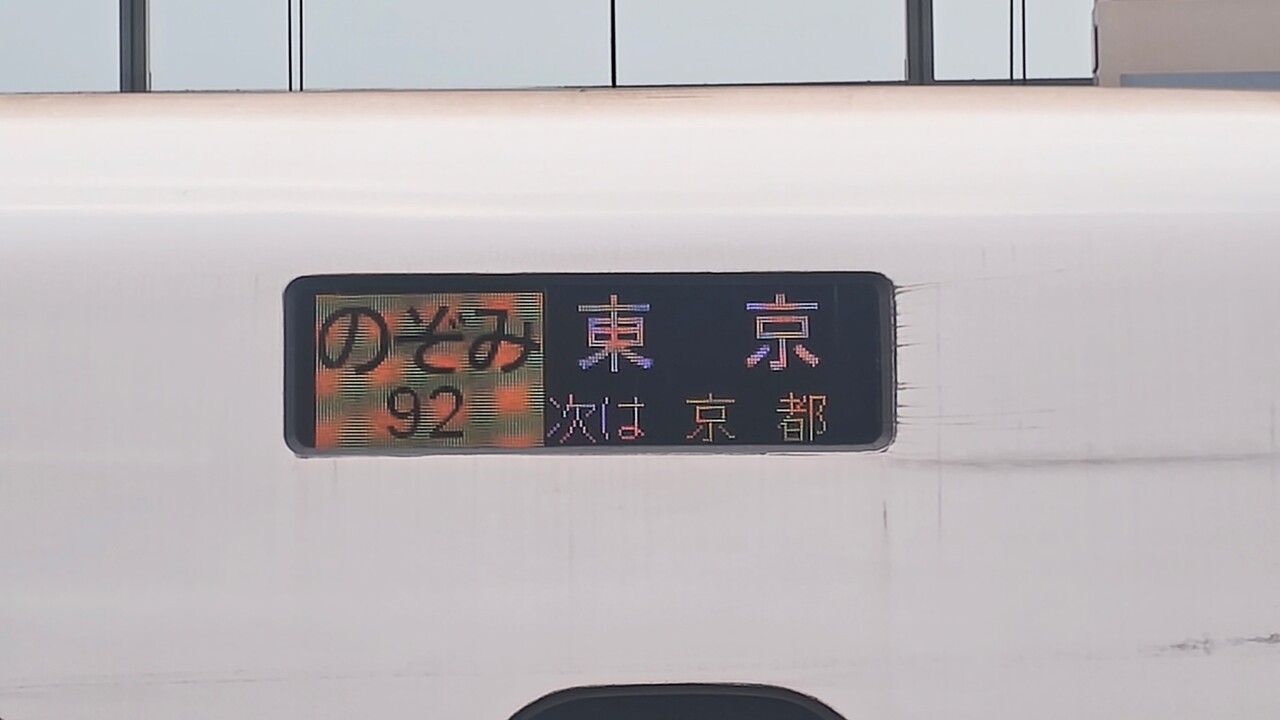 のぞみ 東京
92 次は 京都